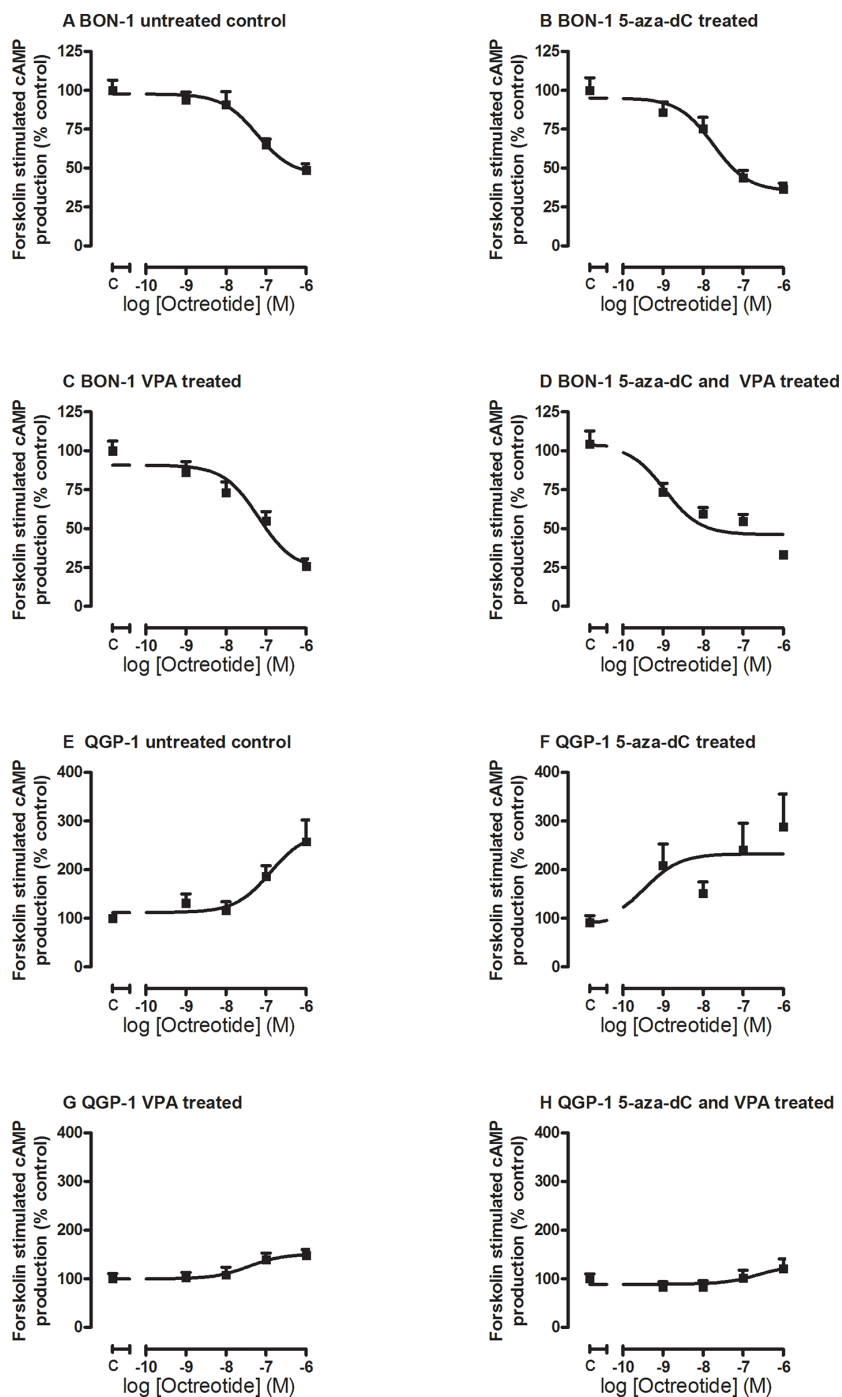 A BON-1 untreated control
Forskolin stimulated cAMP
production (% control)
125
100
75
50
25
0
C -10 -9 -8 -7 -6
log [Octreotide] (M)
B BON-1 5-aza-dC treated
Forskolin stimulated cAMP
production (% control)
125
100
75
50
25
0
C -10 -9 -8 -7 -6
log [Octreotide] (M)
C BON-1 VPA treated
Forskolin stimulated cAMP
production (% control)
125
100
75
50
25
0
C -10 -9 -8 -7 -6
log [Octreotide] (M)
D BON-1 5-aza-dC and VPA treated
Forskolin stimulated cAMP
production (% control)
125
100
75
50
25
0
C -10 -9 -8 -7 -6
log [Octreotide] (M)
E QGP-1 untreated control
Forskolin stimulated cAMP
production (% control)
400
300
200
100
0
C -10 -9 -8 -7 -6
log [Octreotide] (M)
F QGP-1 5-aza-dC treated
Forskolin stimulated cAMP
production (% control)
400
300
200
100
0
C -10 -9 -8 -7 -6
log [Octreotide] (M)
G QGP-1 VPA treated
Forskolin stimulated cAMP
production (% control)
400
300
200
100
0
C -10 -9 -8 -7 -6
log [Octreotide] (M)
H QGP-1 5-aza-dC and VPA treated
Forskolin stimulated cAMP
production (% control)
400
300
200
100
0
C -10 -9 -8 -7 -6
log [Octreotide] (M)